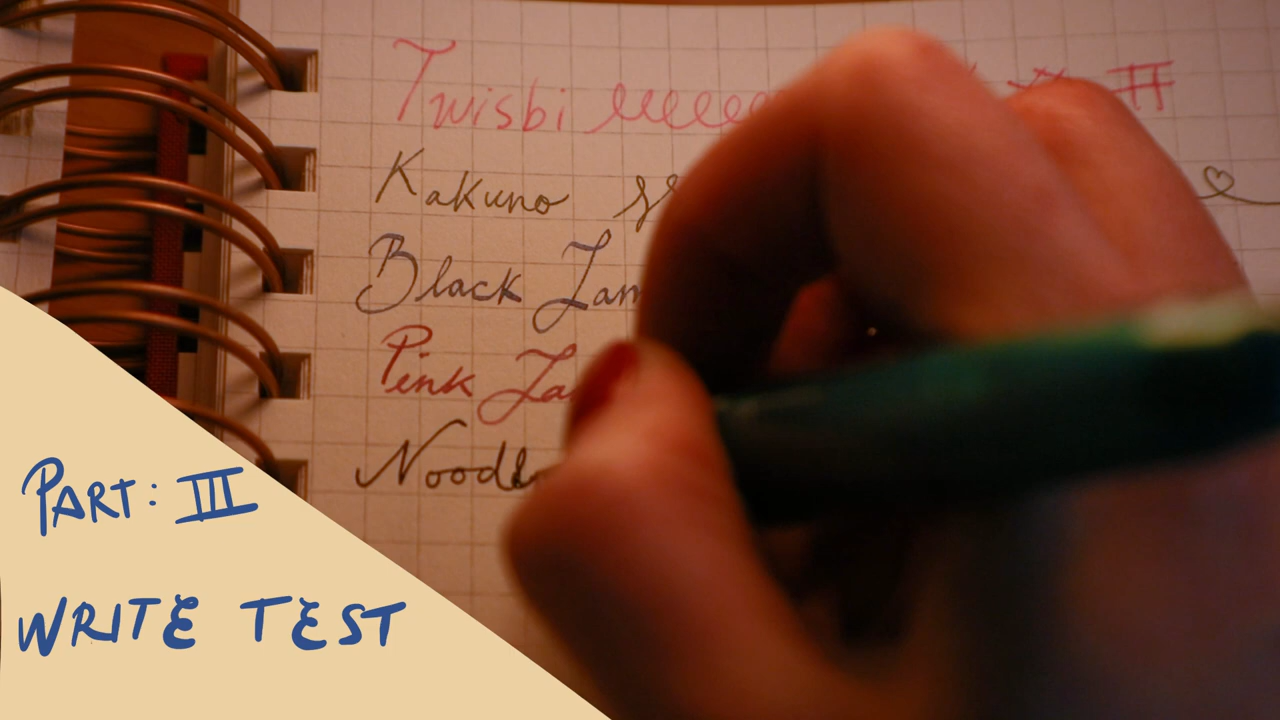 Twisbi
Kakuno
Black
Pink
PART: III
WRITE TEST